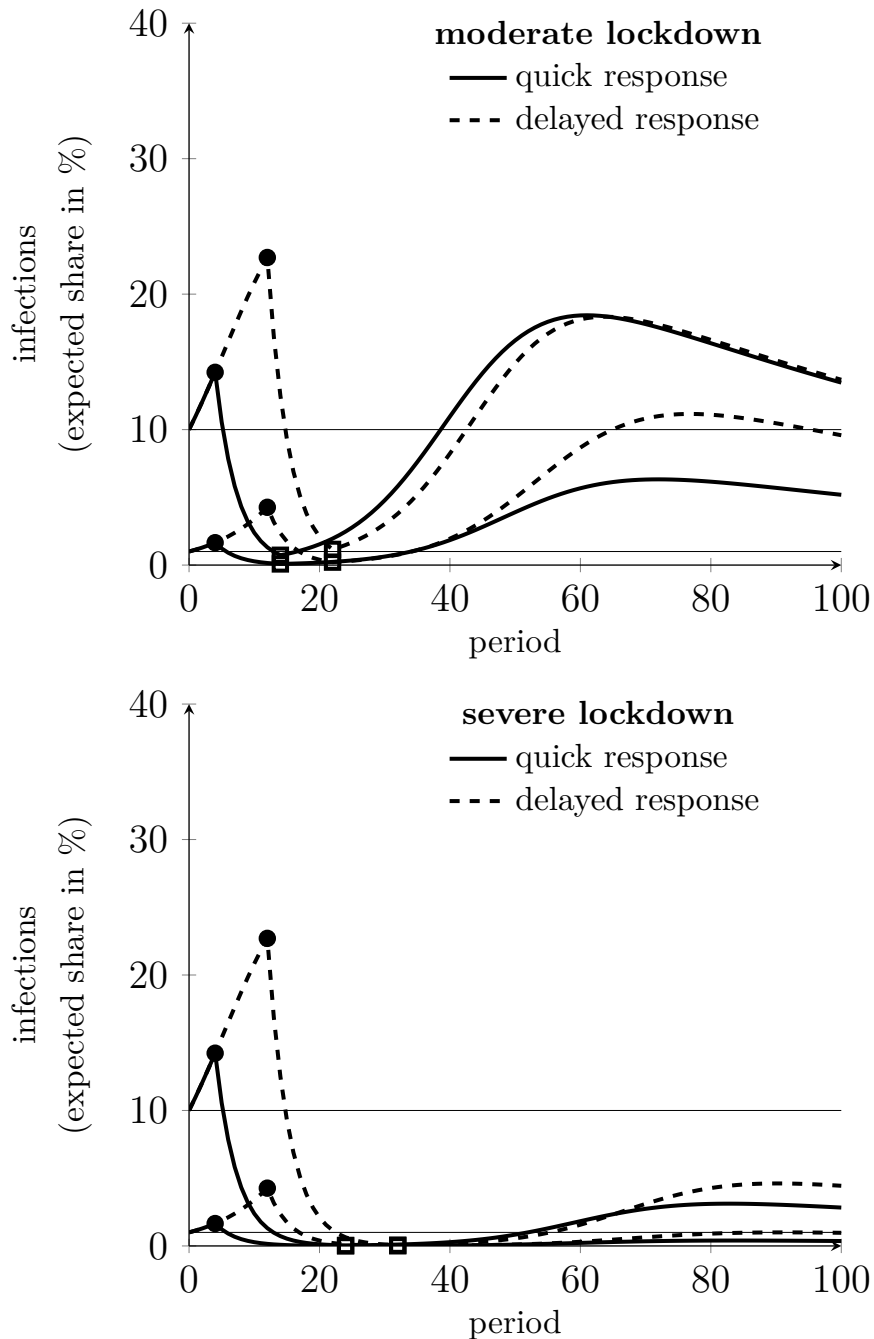 moderate lockdown
quick response
delayed response
40
30
20
10
0
infections
(expected share in %)
0 20 40 60 80 100
period
severe lockdown
quick response
delayed response
40
30
20
10
0
infections
(expected share in %)
0 20 40 60 80 100
period